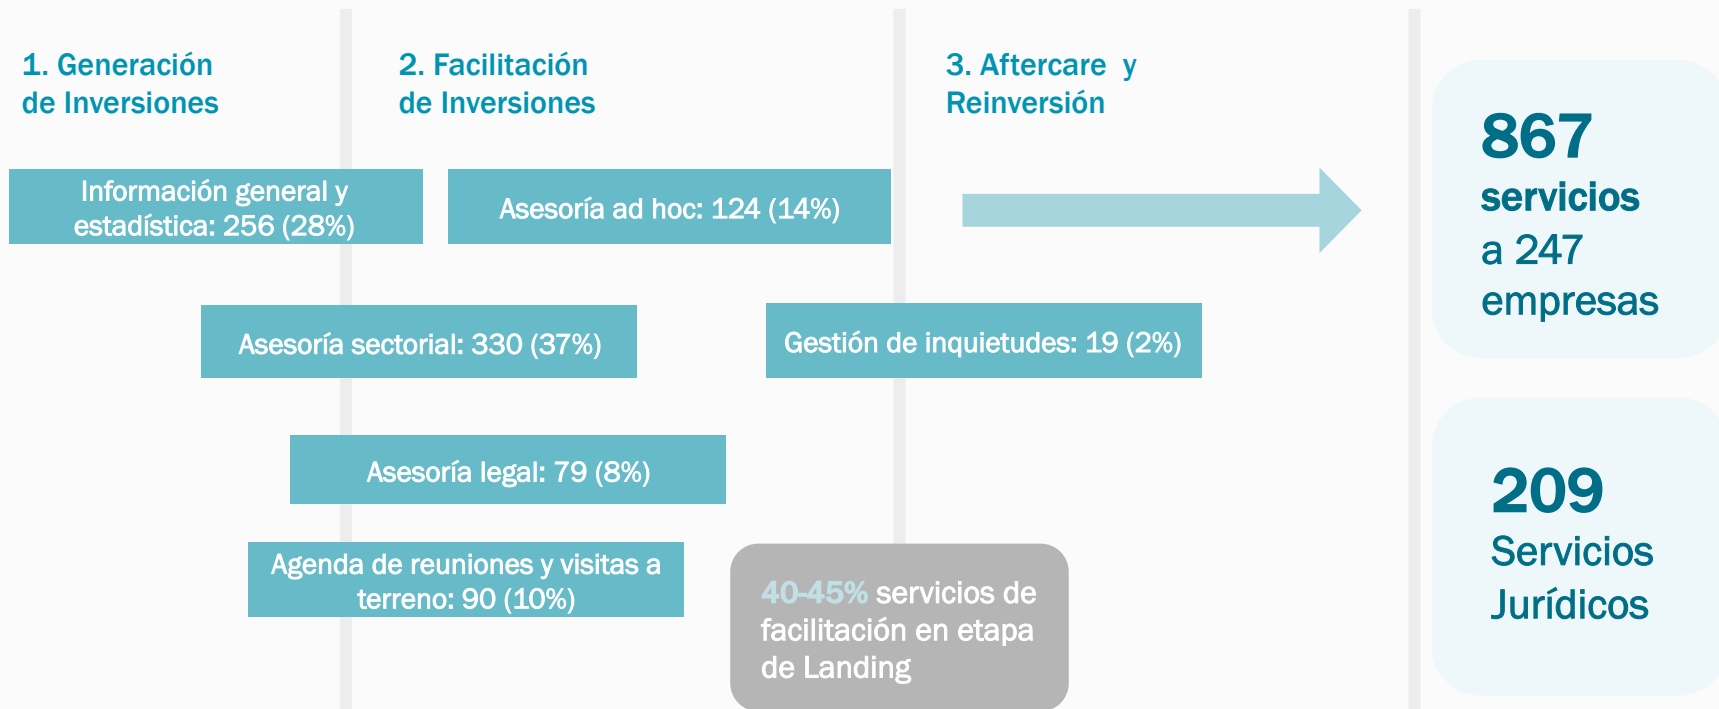 1. Generación
de Inversiones
2. Facilitación
de Inversiones
3. Aftercare y
Reinversión
Información general y
estadística: 256 (28%)
Asesoría ad hoc: 124 (14%)
Asesoría sectorial: 330 (37%)
Gestión de inquietudes: 19 (2%)
Asesoría legal: 79 (8%)
Agenda de reuniones y visitas a
terreno: 90 (10%)
40-45% servicios de
facilitación en etapa
de Landing
867
servicios
a 247
empresas
209
Servicios
Jurídicos